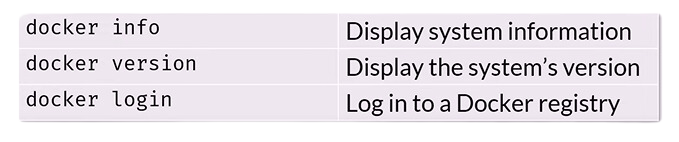 docker info Display system information
docker version Display the system’s version
docker login Log in to a Docker registry